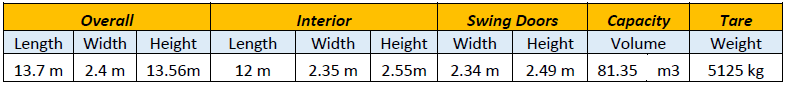 Overall Interior Swing Doors Capacity Tare
Length Width Height Length Width Height Width Height Volume Weight
13.7 m 2.4 m 13.56m 12 m 2.35 m 2.55m 2.34 m 2.49 m 81.35 m3 5125 kg